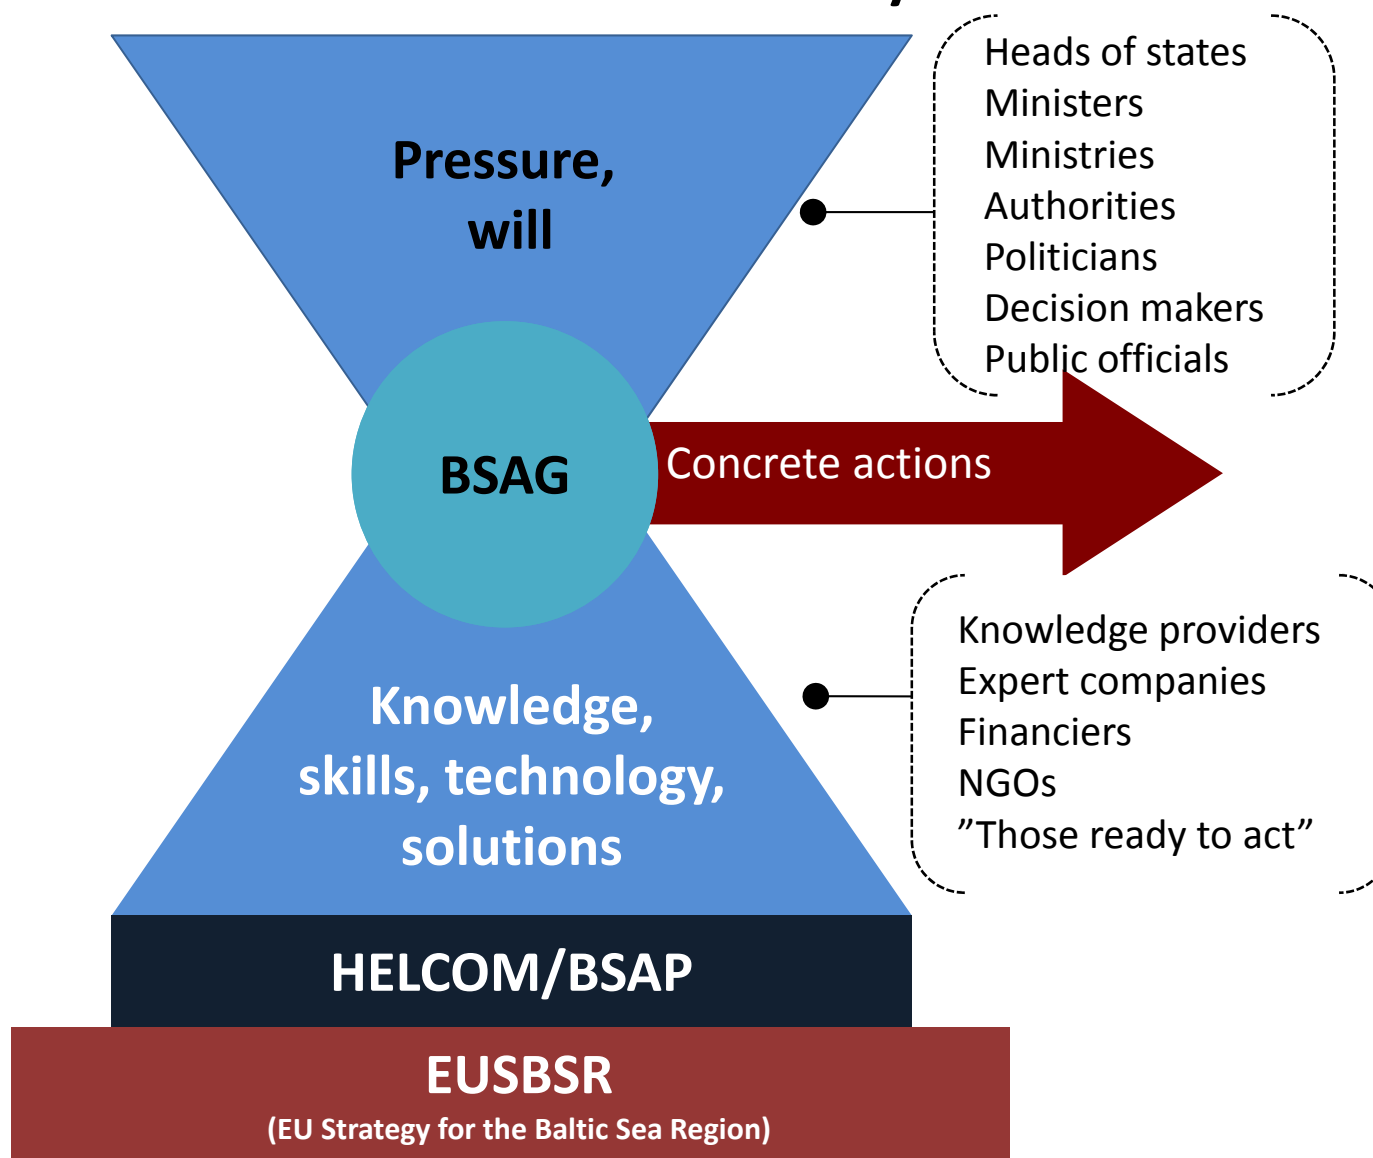 Pressure,
will
Heads of states
Ministers
Ministries
Authorities
Politicians
Decision makers
Public officials
BSAG
Concrete actions
Knowledge,
skills, technology,
solutions
Knowledge providers
Expert companies
Financiers
NGOs
”Those ready to act”
HELCOM/BSAP
EUSBSR
(EU Strategy for the Baltic Sea Region)